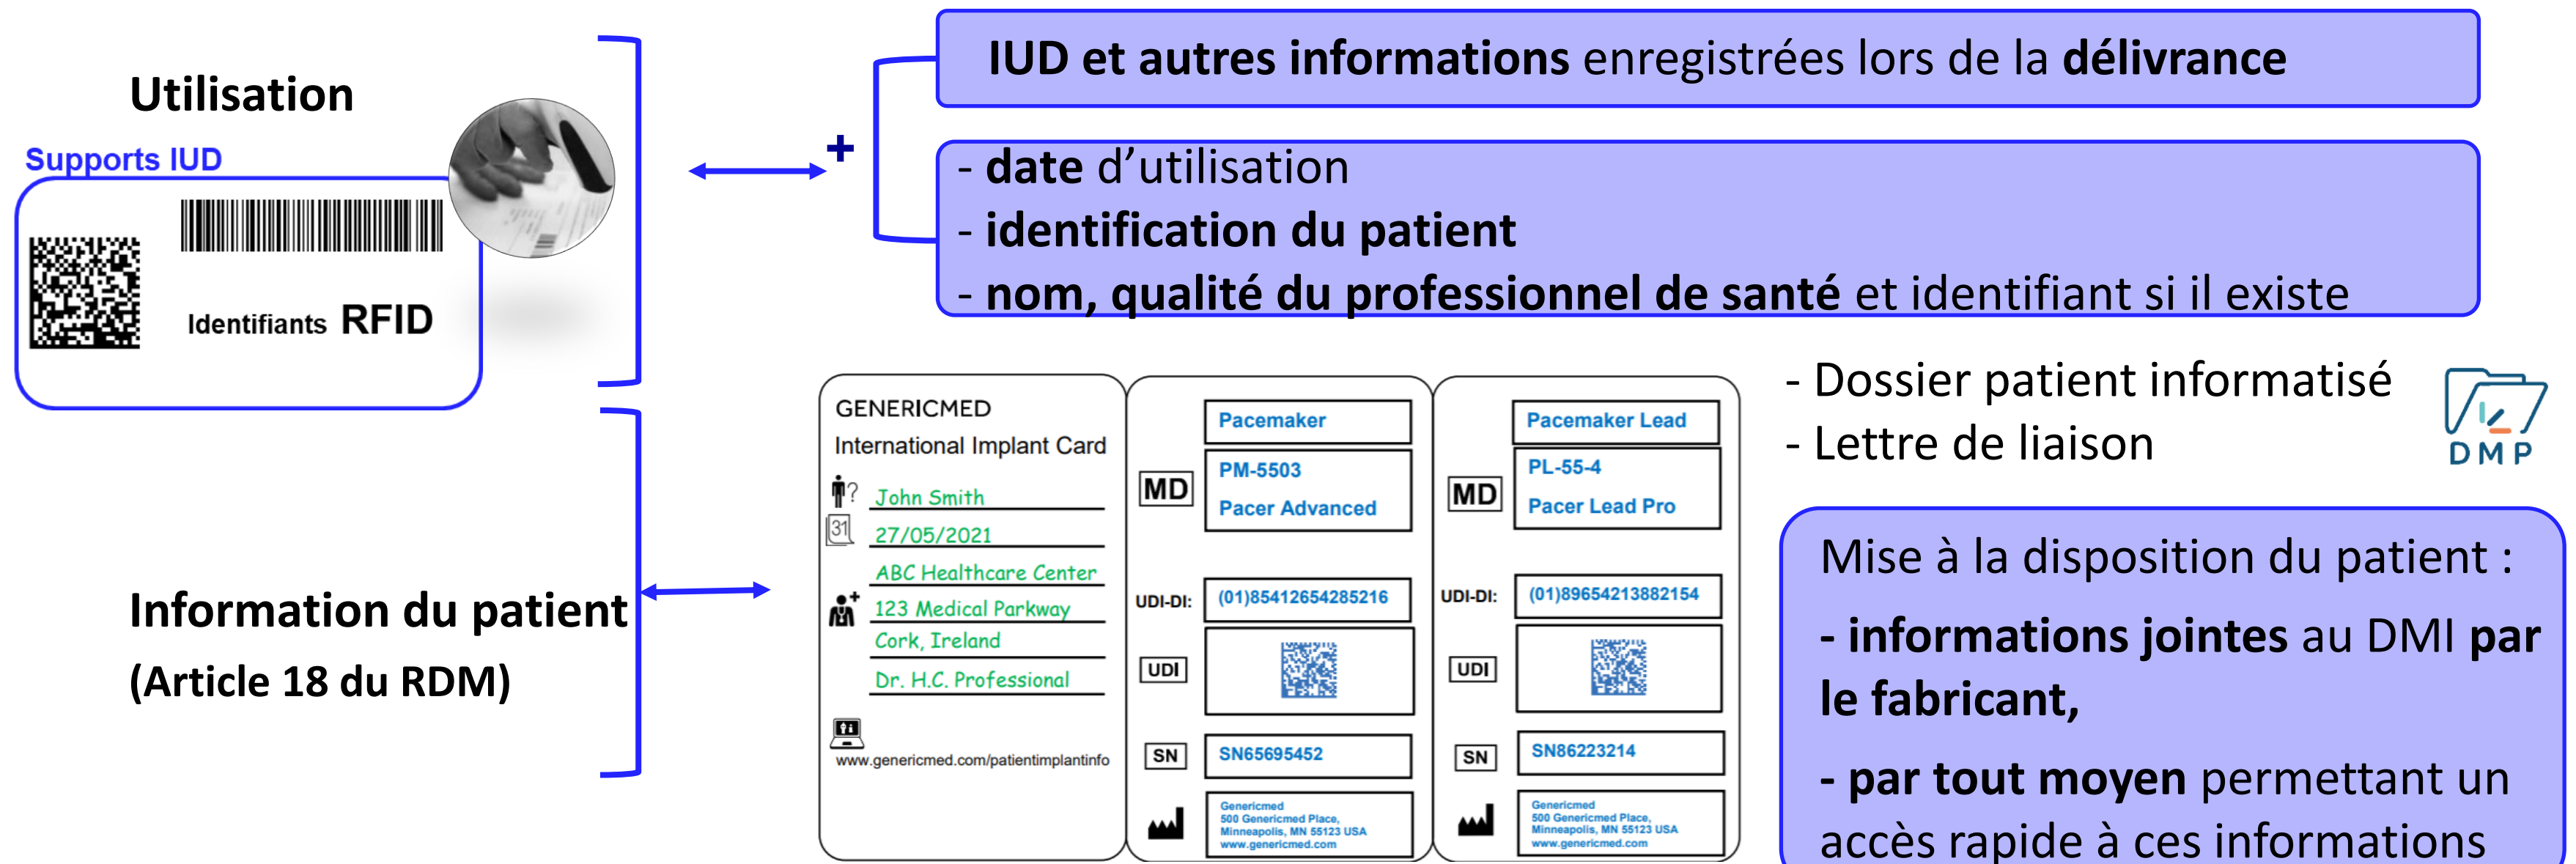 Utilisation
Supports IUD
Identifiants RFID
IUD et autres informations enregistrées lors de la délivrance
+
- date d'utilisation
- identification du patient
- nom, qualité du professionnel de santé et identifiant si il existe
Information du patient
(Article 18 du RDM)
GENERICMED
International Implant Card
?
John Smith
31
27/05/2021
ABC Healthcare Center
123 Medical Parkway
Cork, Ireland
Dr. H.C. Professional
www.genericmed.com/patientimplantinfo
Pacemaker
MD
PM-5503
Pacer Advanced
UDI-DI:
(01)85412654285216
UDI
SN
SN65695452
Genericmed
500 Genericmed Place,
Minneapolis, MN 55123 USA
www.genericmed.com
Pacemaker Lead
MD
PL-55-4
Pacer Lead Pro
UDI-DI:
(01)89654213882154
UDI
SN
SN86223214
Genericmed
500 Genericmed Place,
Minneapolis, MN 55123 USA
www.genericmed.com
- Dossier patient informatisé
- Lettre de liaison
DMP
Mise à la disposition du patient :
- informations jointes au DMI par
le fabricant,
- par tout moyen permettant un
accès rapide à ces informations